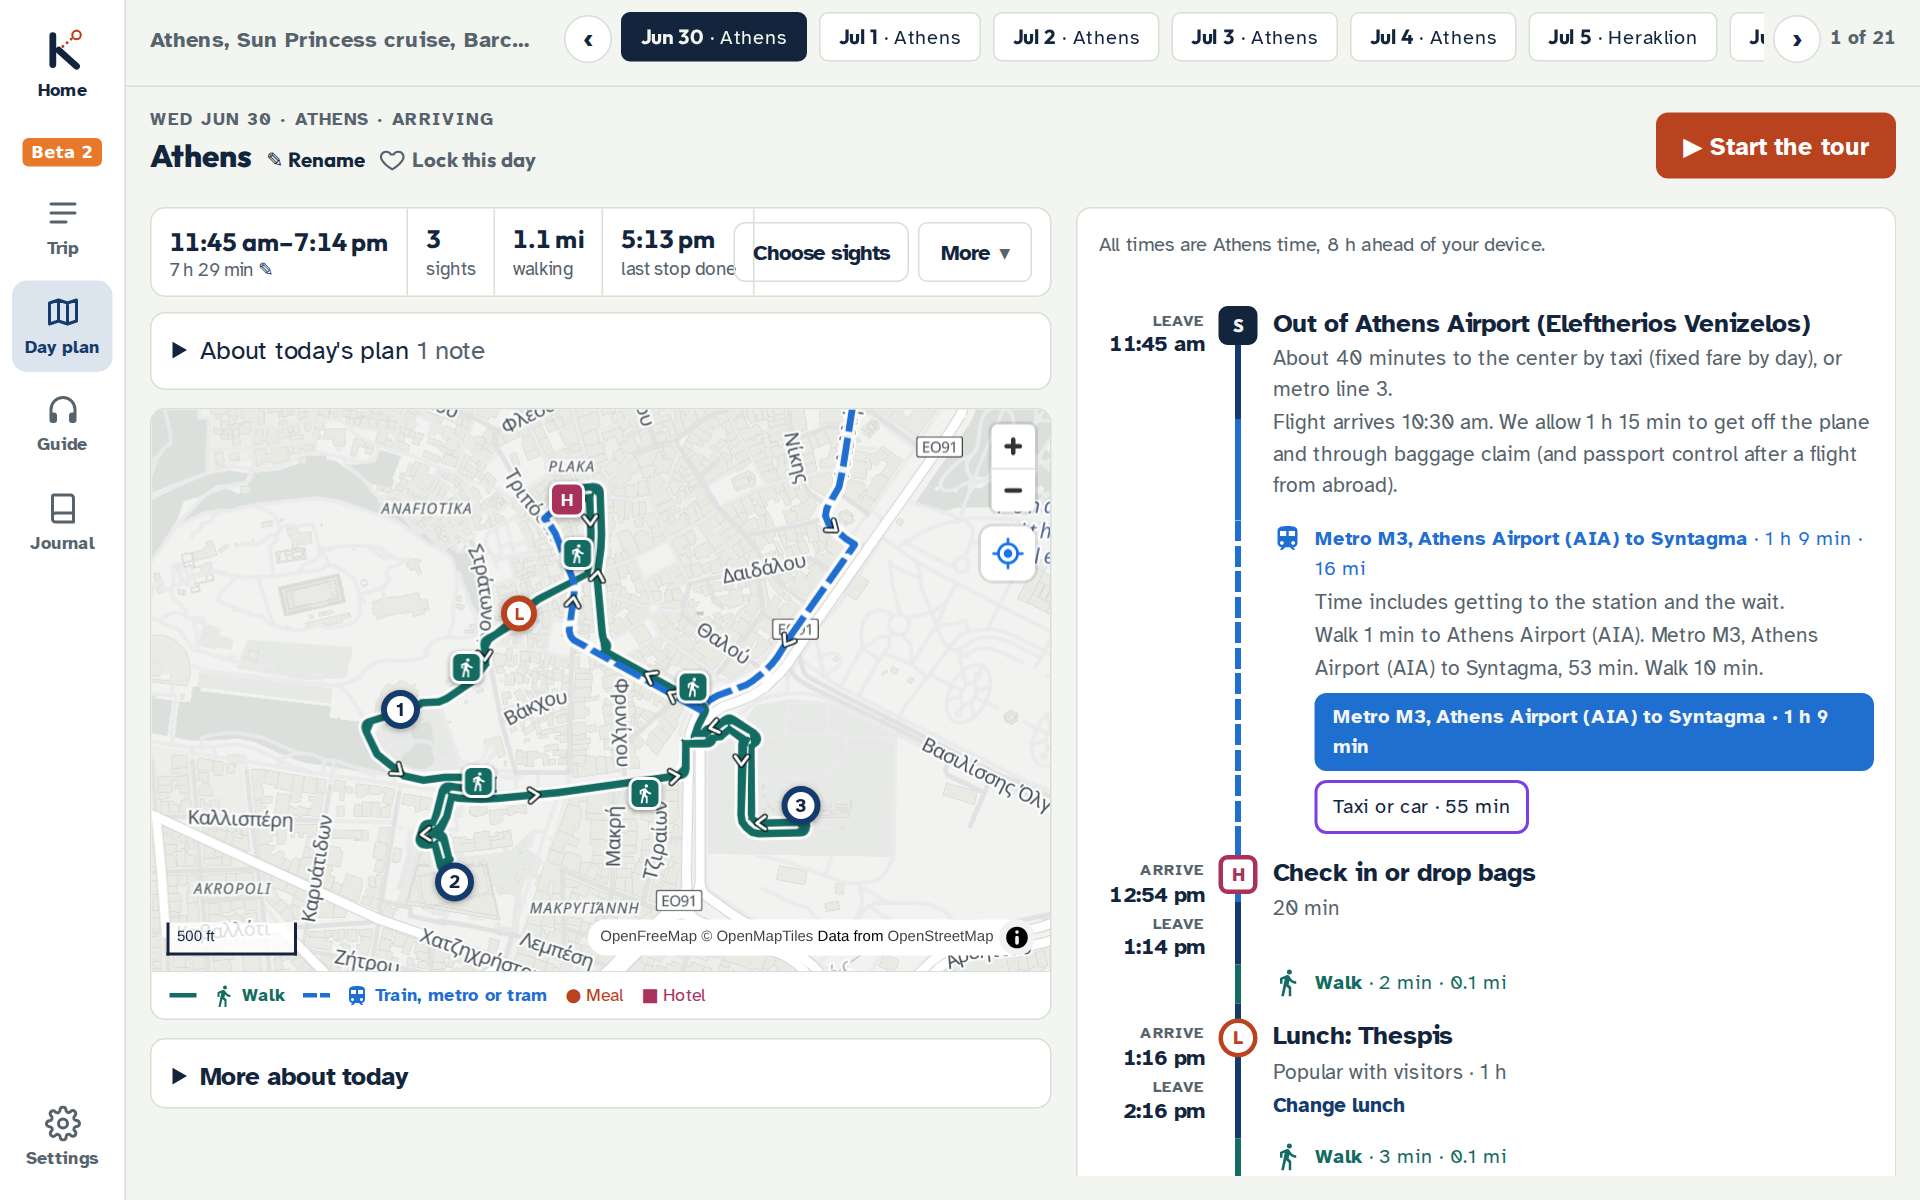 Home
Beta 2
Trip
Day plan
Guide
Journal
Settings
Athens, Sun Princess cruise, Barc...
‹
Jun 30 · Athens
Jul 1 · Athens
Jul 2 · Athens
Jul 3 · Athens
Jul 4 · Athens
Jul 5 · Heraklion
›
1 of 21
WED JUN 30 · ATHENS · ARRIVING
Athens ✎ Rename Lock this day
▶ Start the tour
11:45 am–7:14 pm
7 h 29 min ✎
3
sights
1.1 mi
walking
5:13 pm
last stop done
Choose sights
More ▼
▶ About today's plan 1 note
PLAKA
ΑΝΑΦΙΟΤΙΚΑ
Νίκης
EO91
H
Δαιδάλου
L
Θαλού
Βάκχου
Φρυνίχου
1
2
3
Βασιλίσσης Όλγ
Καλλισπέρη
Καρυάτιδων
AKROPOLI
Μακρή
Τζιραίων
ΜΑΚΡΥΓΙΆΝΝΗ
EO91
Λεμπέση
Ζήτρου
500 ft
OpenFreeMap © OpenMapTiles Data from OpenStreetMap
+
−
Walk
Train, metro or tram
Meal
Hotel
▶ More about today
All times are Athens time, 8 h ahead of your device.
LEAVE
11:45 am
S
Out of Athens Airport (Eleftherios Venizelos)
About 40 minutes to the center by taxi (fixed fare by day), or
metro line 3.
Flight arrives 10:30 am. We allow 1 h 15 min to get off the plane
and through baggage claim (and passport control after a flight
from abroad).
Metro M3, Athens Airport (AIA) to Syntagma · 1 h 9 min ·
16 mi
Time includes getting to the station and the wait.
Walk 1 min to Athens Airport (AIA). Metro M3, Athens
Airport (AIA) to Syntagma, 53 min. Walk 10 min.
Metro M3, Athens Airport (AIA) to Syntagma · 1 h 9
min
Taxi or car · 55 min
ARRIVE
12:54 pm
LEAVE
1:14 pm
H
Check in or drop bags
20 min
Walk · 2 min · 0.1 mi
ARRIVE
1:16 pm
LEAVE
2:16 pm
L
Lunch: Thespis
Popular with visitors · 1 h
Change lunch
Walk · 3 min · 0.1 mi